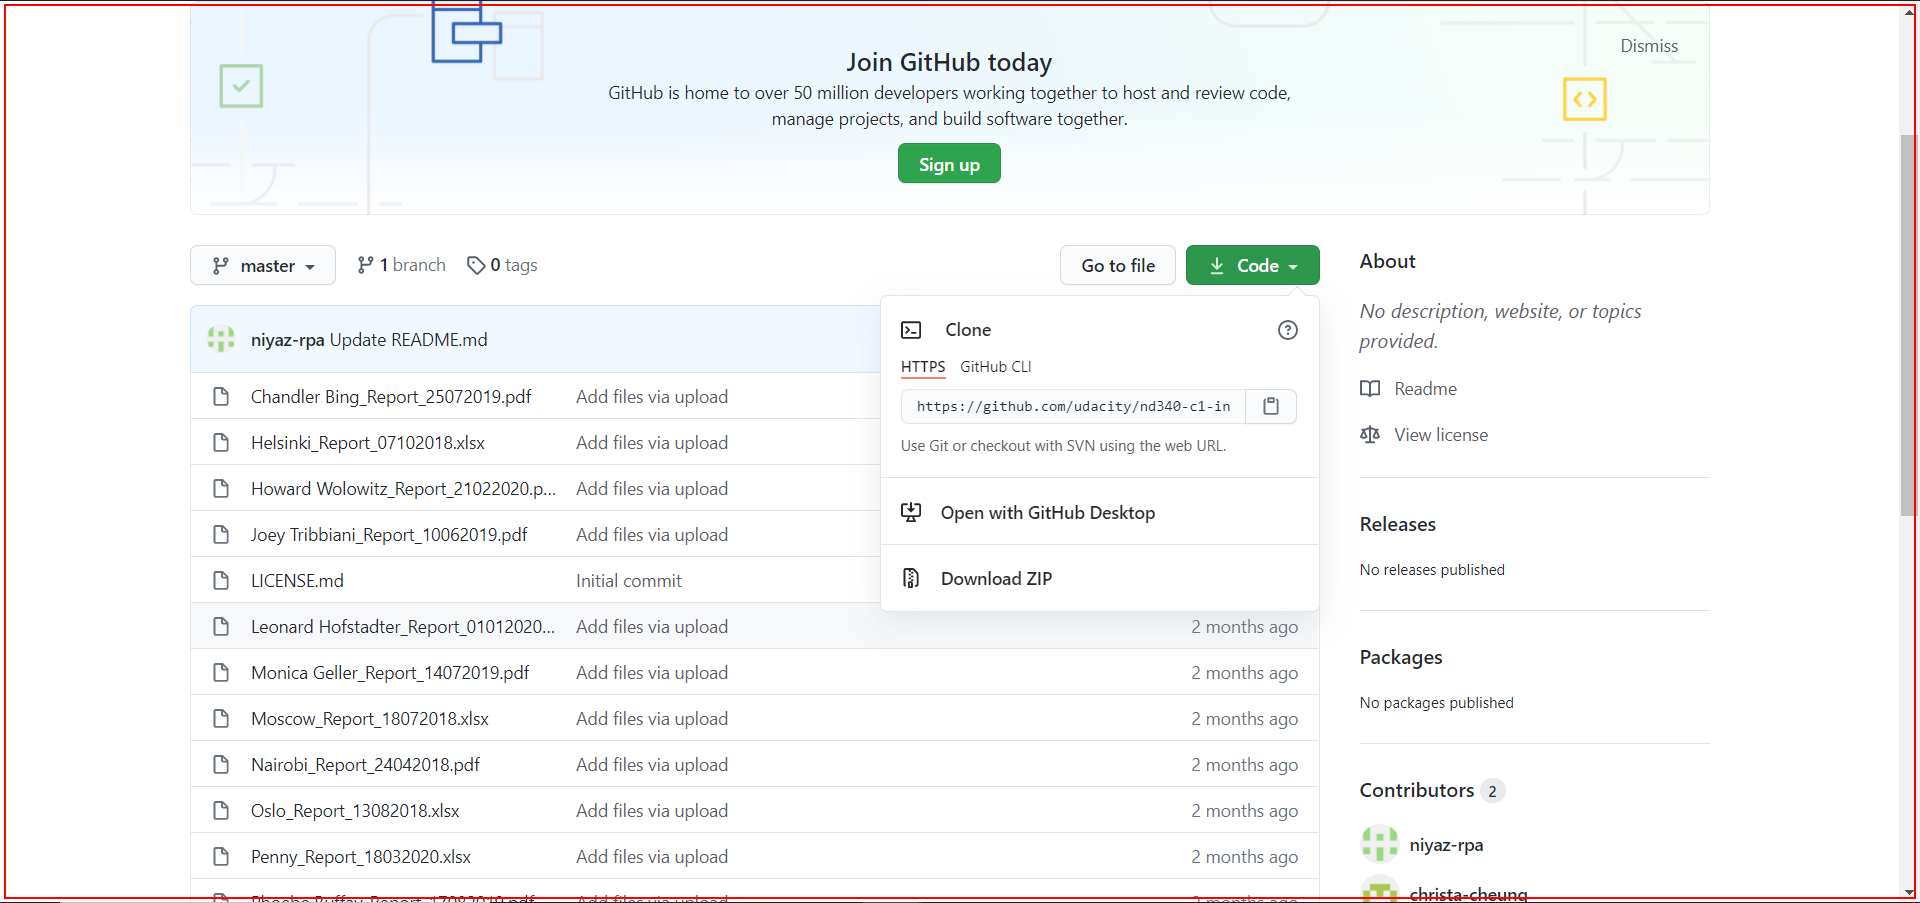 Join GitHub today
Dismiss
GitHub is home to over 50 million developers working together to host and review code,
manage projects, and build software together.
Sign up
master
1 branch
0 tags
Go to file
Code
niyaz-rpa Update README.md
Chandler Bing_Report_25072019.pdf Add files via upload
Helsinki_Report_07102018.xlsx Add files via upload
Howard Wolowitz_Report_21022020.p... Add files via upload
Joey Tribbiani_Report_10062019.pdf Add files via upload
LICENSE.md Initial commit
Leonard Hofstadter_Report_01012020... Add files via upload 2 months ago
Monica Geller_Report_14072019.pdf Add files via upload 2 months ago
Moscow_Report_18072018.xlsx Add files via upload 2 months ago
Nairobi_Report_24042018.pdf Add files via upload 2 months ago
Oslo_Report_13082018.xlsx Add files via upload 2 months ago
Penny_Report_18032020.xlsx Add files via upload 2 months ago
Add files via upload 2 months ago
Clone
HTTPS GitHub CLI
https://github.com/udacity/nd340-c1-in
Use Git or checkout with SVN using the web URL.
Open with GitHub Desktop
Download ZIP
About
No description, website, or topics
provided.
Readme
View license
Releases
No releases published
Packages
No packages published
Contributors 2
niyaz-rpa
christa-cheung